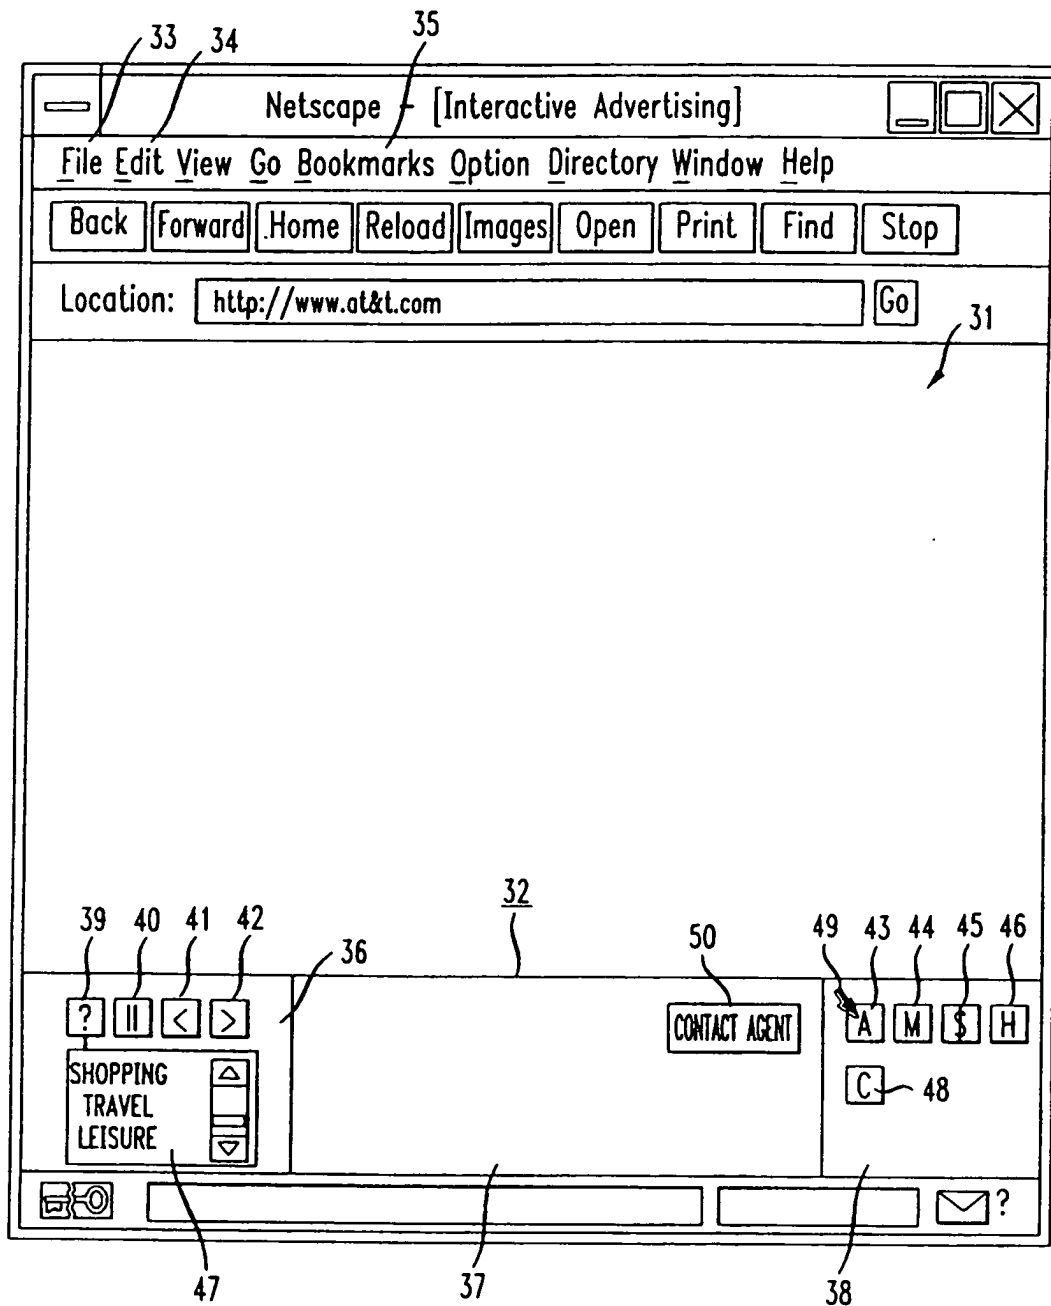 33 34 35
Netscape - [Interactive Advertising]
File Edit View Go Bookmarks Option Directory Window Help
Back Forward Home Reload Images Open Print Find Stop
Location: http://www.at&t.com Go
31
32
39 40 41 42 36 50 49 43 44 45 46
? || < > CONTACT AGENT A M $ H
SHOPPING
TRAVEL
LEISURE
C 48
?
47 37 38